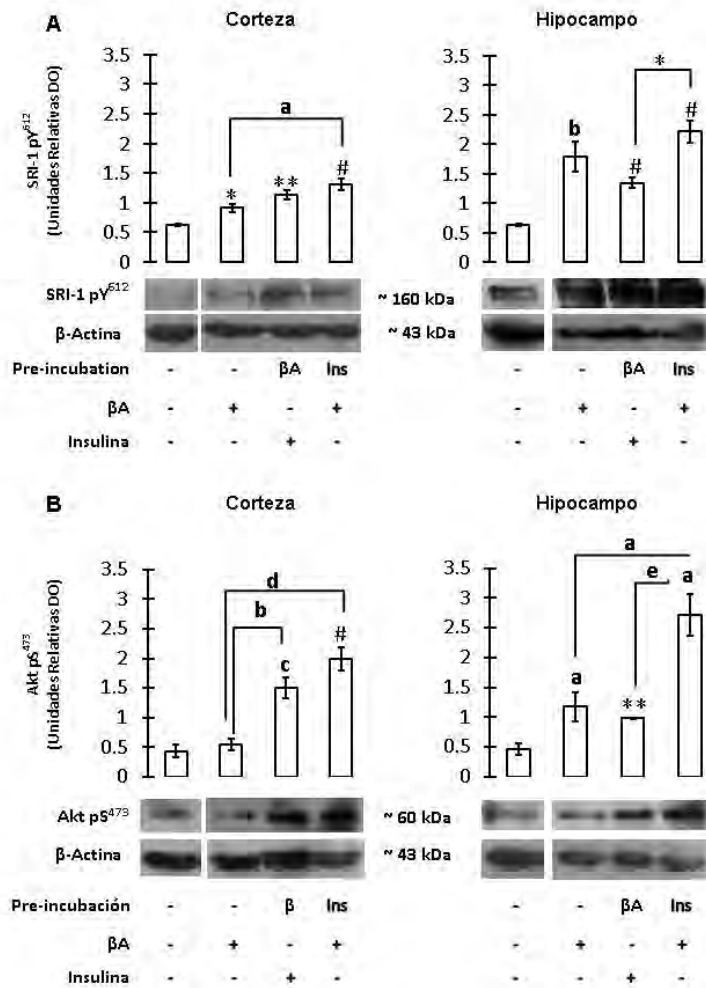 A Corteza Hipocampo
SRI-1 pY612
(Unidades Relativas DO)
3.5 3.5
3 3 *
2.5 2.5
2 a b # 2
1.5 # 1.5
1 * ** # 1
0.5 0.5
0 0
SRI-1 pY612 ~ 160 kDa
β-Actina ~ 43 kDa
Pre-incubation - - βA Ins - - βA Ins
βA - + - + - + - +
Insulina - - + - - - + -
B Corteza Hipocampo
Akt pS473
(Unidades Relativas DO)
a
3.5 3.5
3 d 3 e a
2.5 b 2.5
2 # 2
1.5 c 1.5 a
1 1 **
0.5 0.5
0 0
Akt pS473 ~ 60 kDa
β-Actina ~ 43 kDa
Pre-incubación - - β Ins - - βA Ins
βA - + - + - + - +
Insulina - - + - - - + -